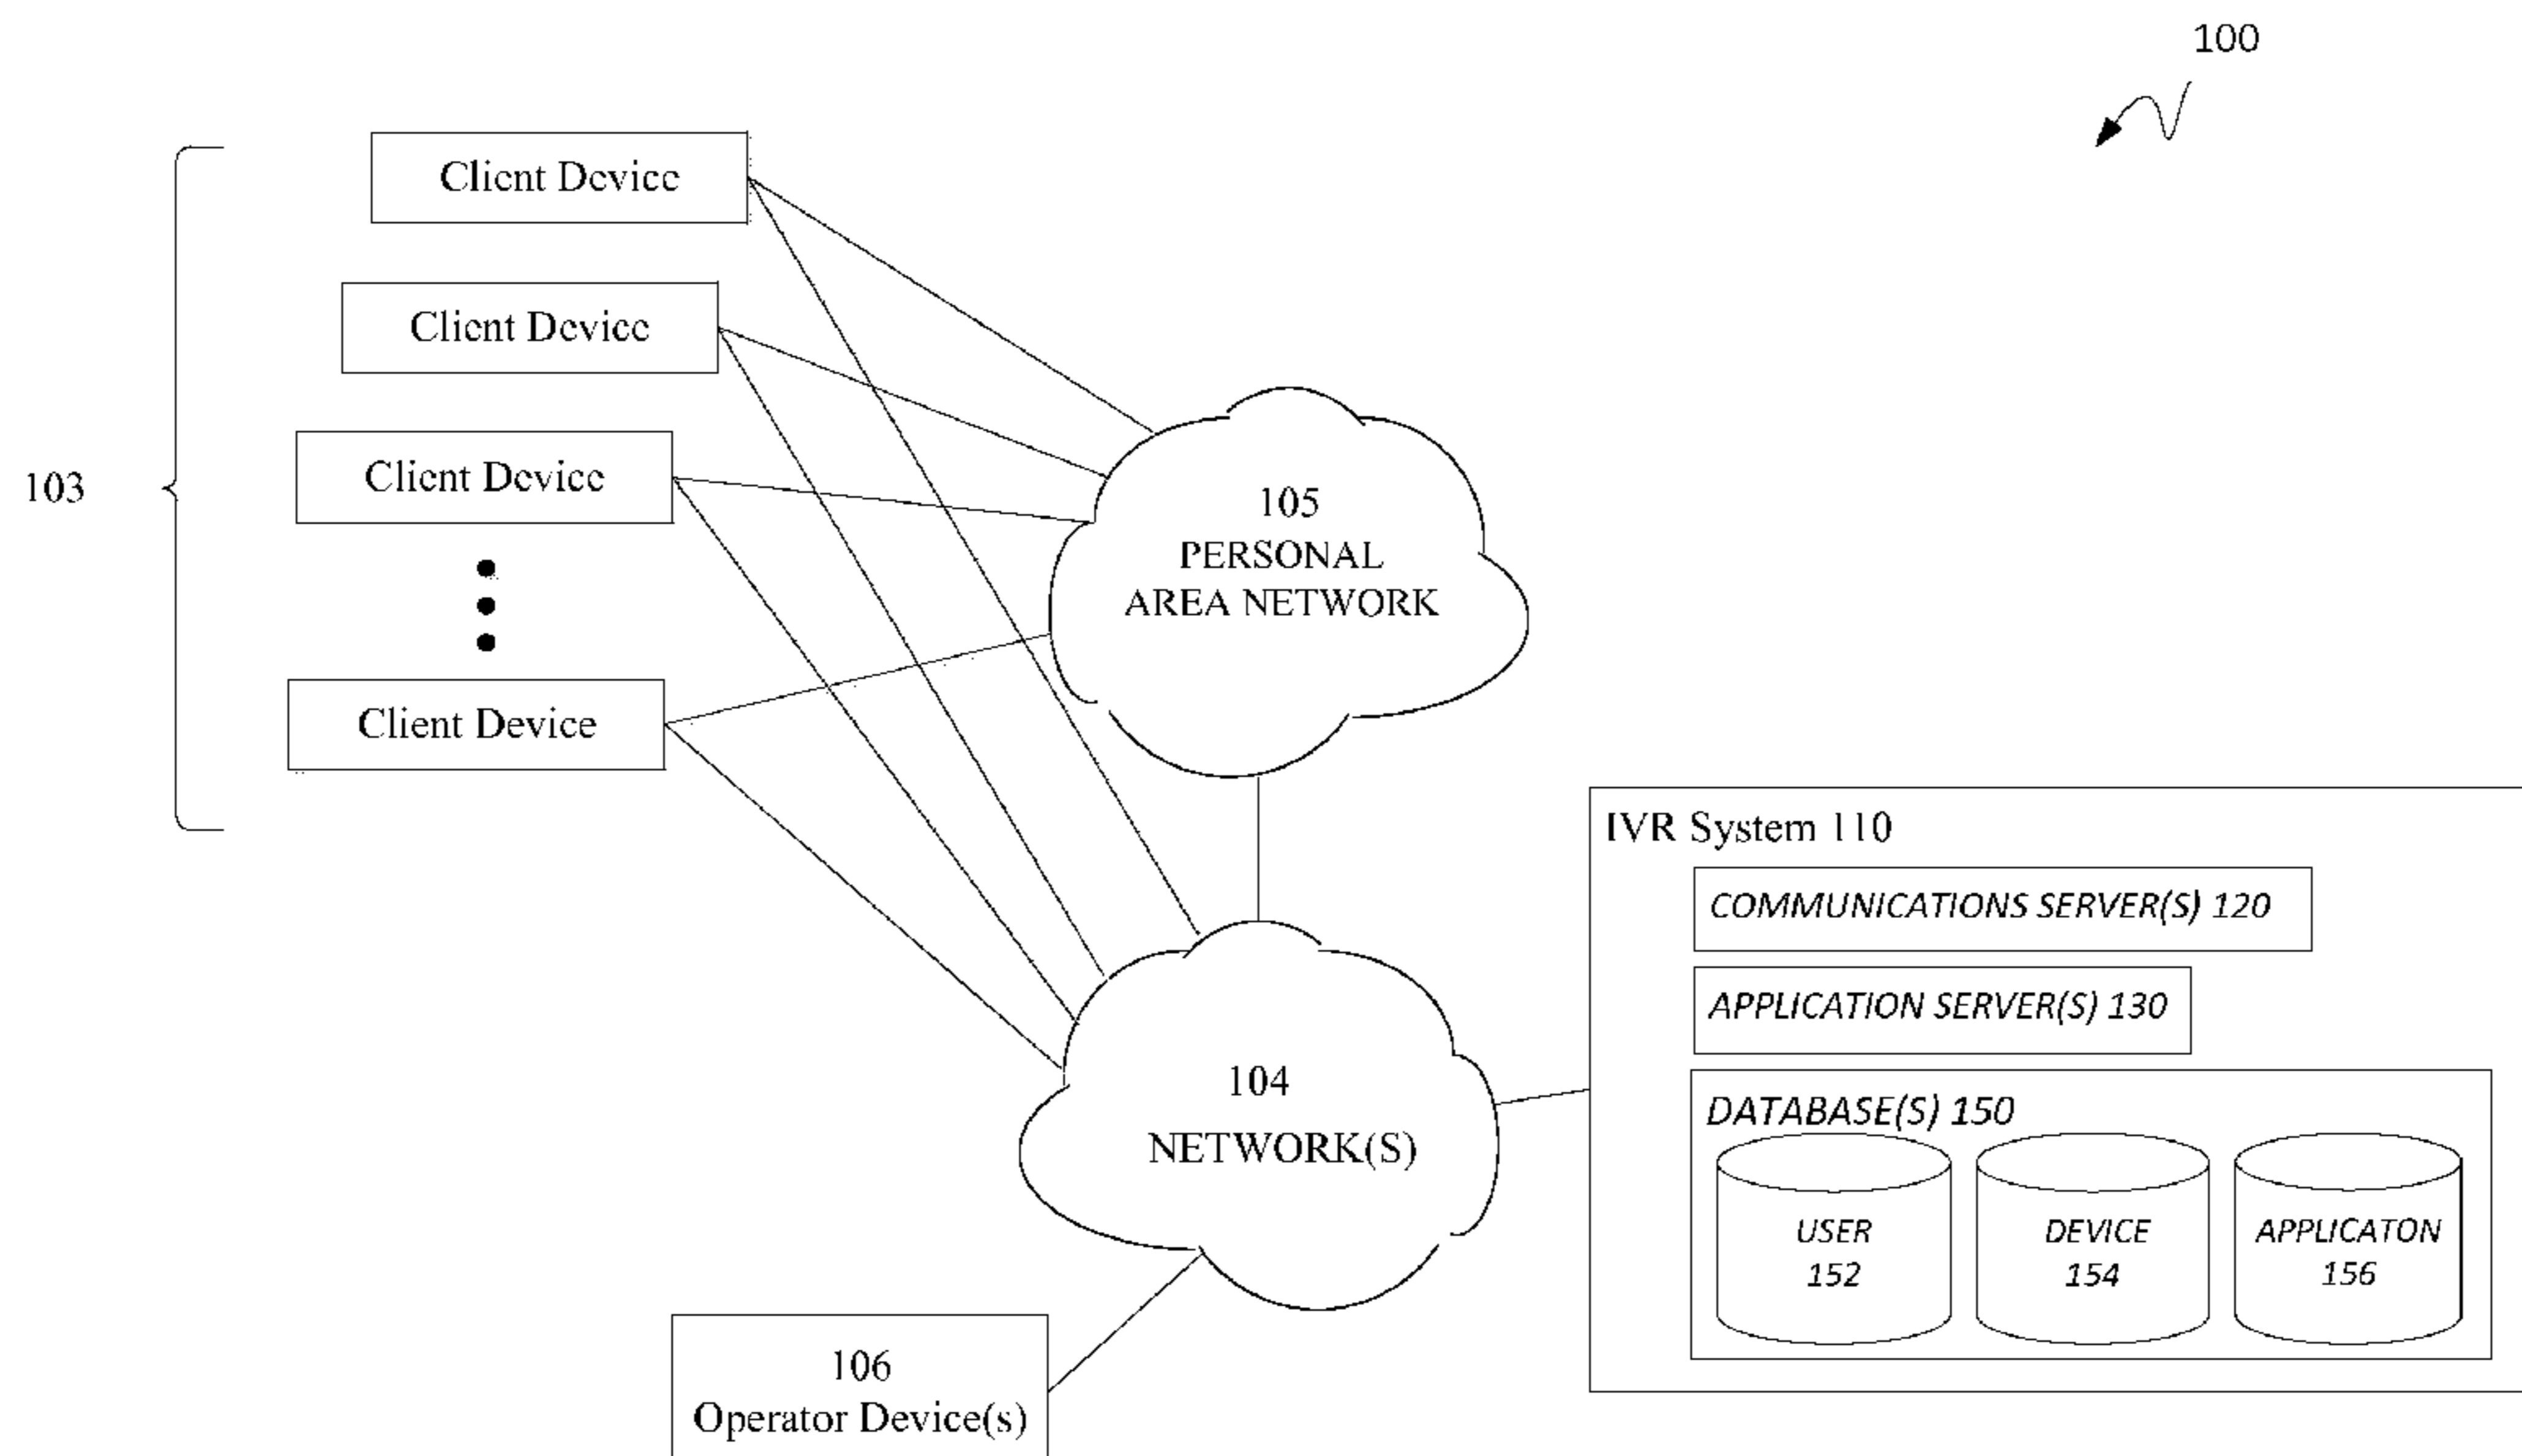 100
Client Device
Client Device
103
Client Device
Client Device
105
PERSONAL
AREA NETWORK
IVR System 110
COMMUNICATIONS SERVER(S) 120
APPLICATION SERVER(S) 130
104
NETWORK(S)
DATABASE(S) 150
USER
152
DEVICE
154
APPLICATON
156
106
Operator Device(s)